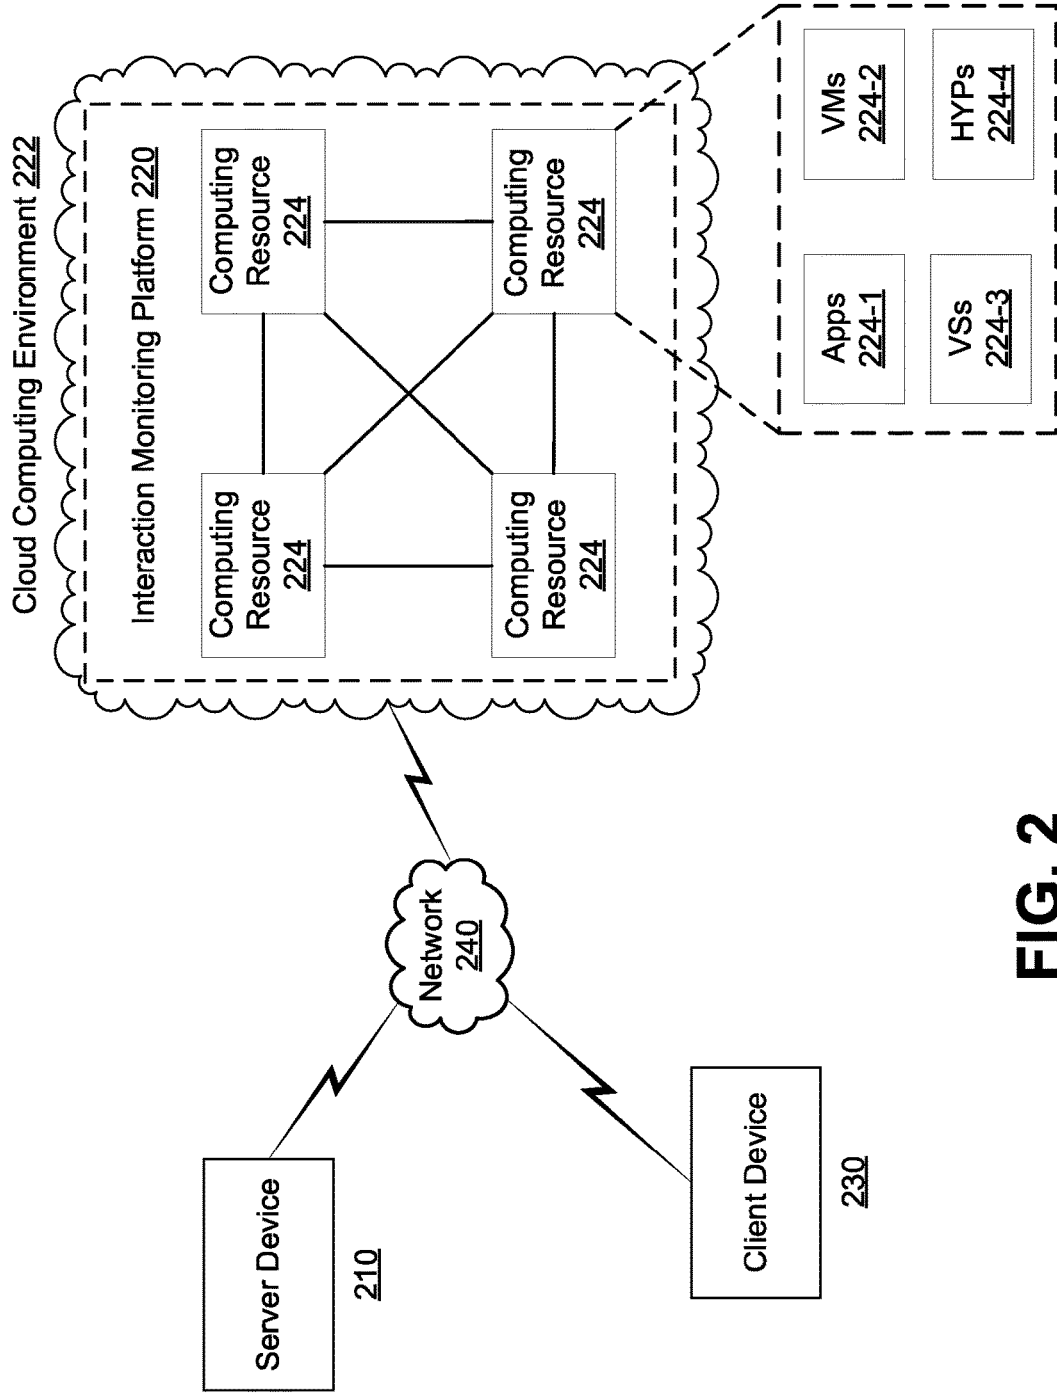 Cloud Computing Environment 222
Interaction Monitoring Platform 220
Computing
Resource
224
Computing
Resource
224
Computing
Resource
224
Computing
Resource
224
Server Device
210
Network
240
Client Device
230
Apps
224-1
VMs
224-2
VSs
224-3
HYPs
224-4
FIG. 2